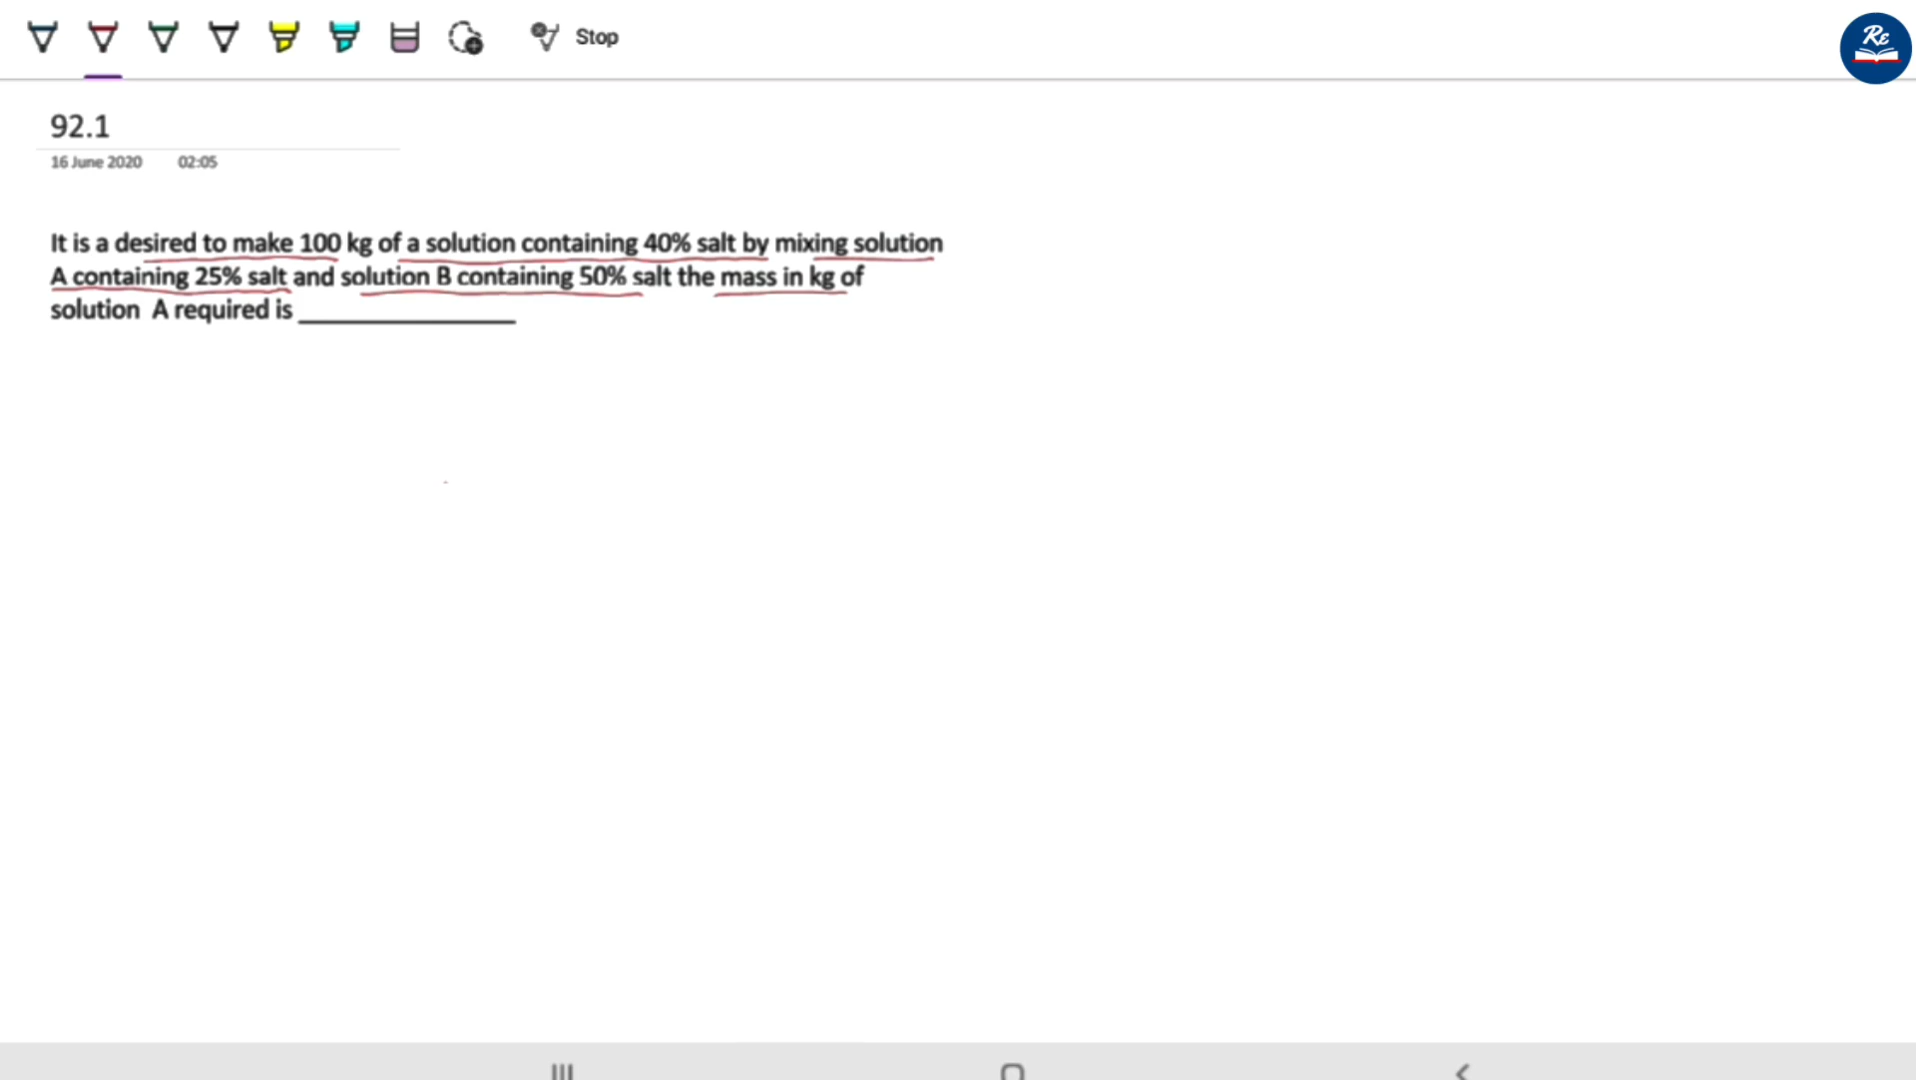 Stop
Re
92.1
16 June 2020 02:05
It is a desired to make 100 kg of a solution containing 40% salt by mixing solution
A containing 25% salt and solution B containing 50% salt the mass in kg of
solution A required is ________________